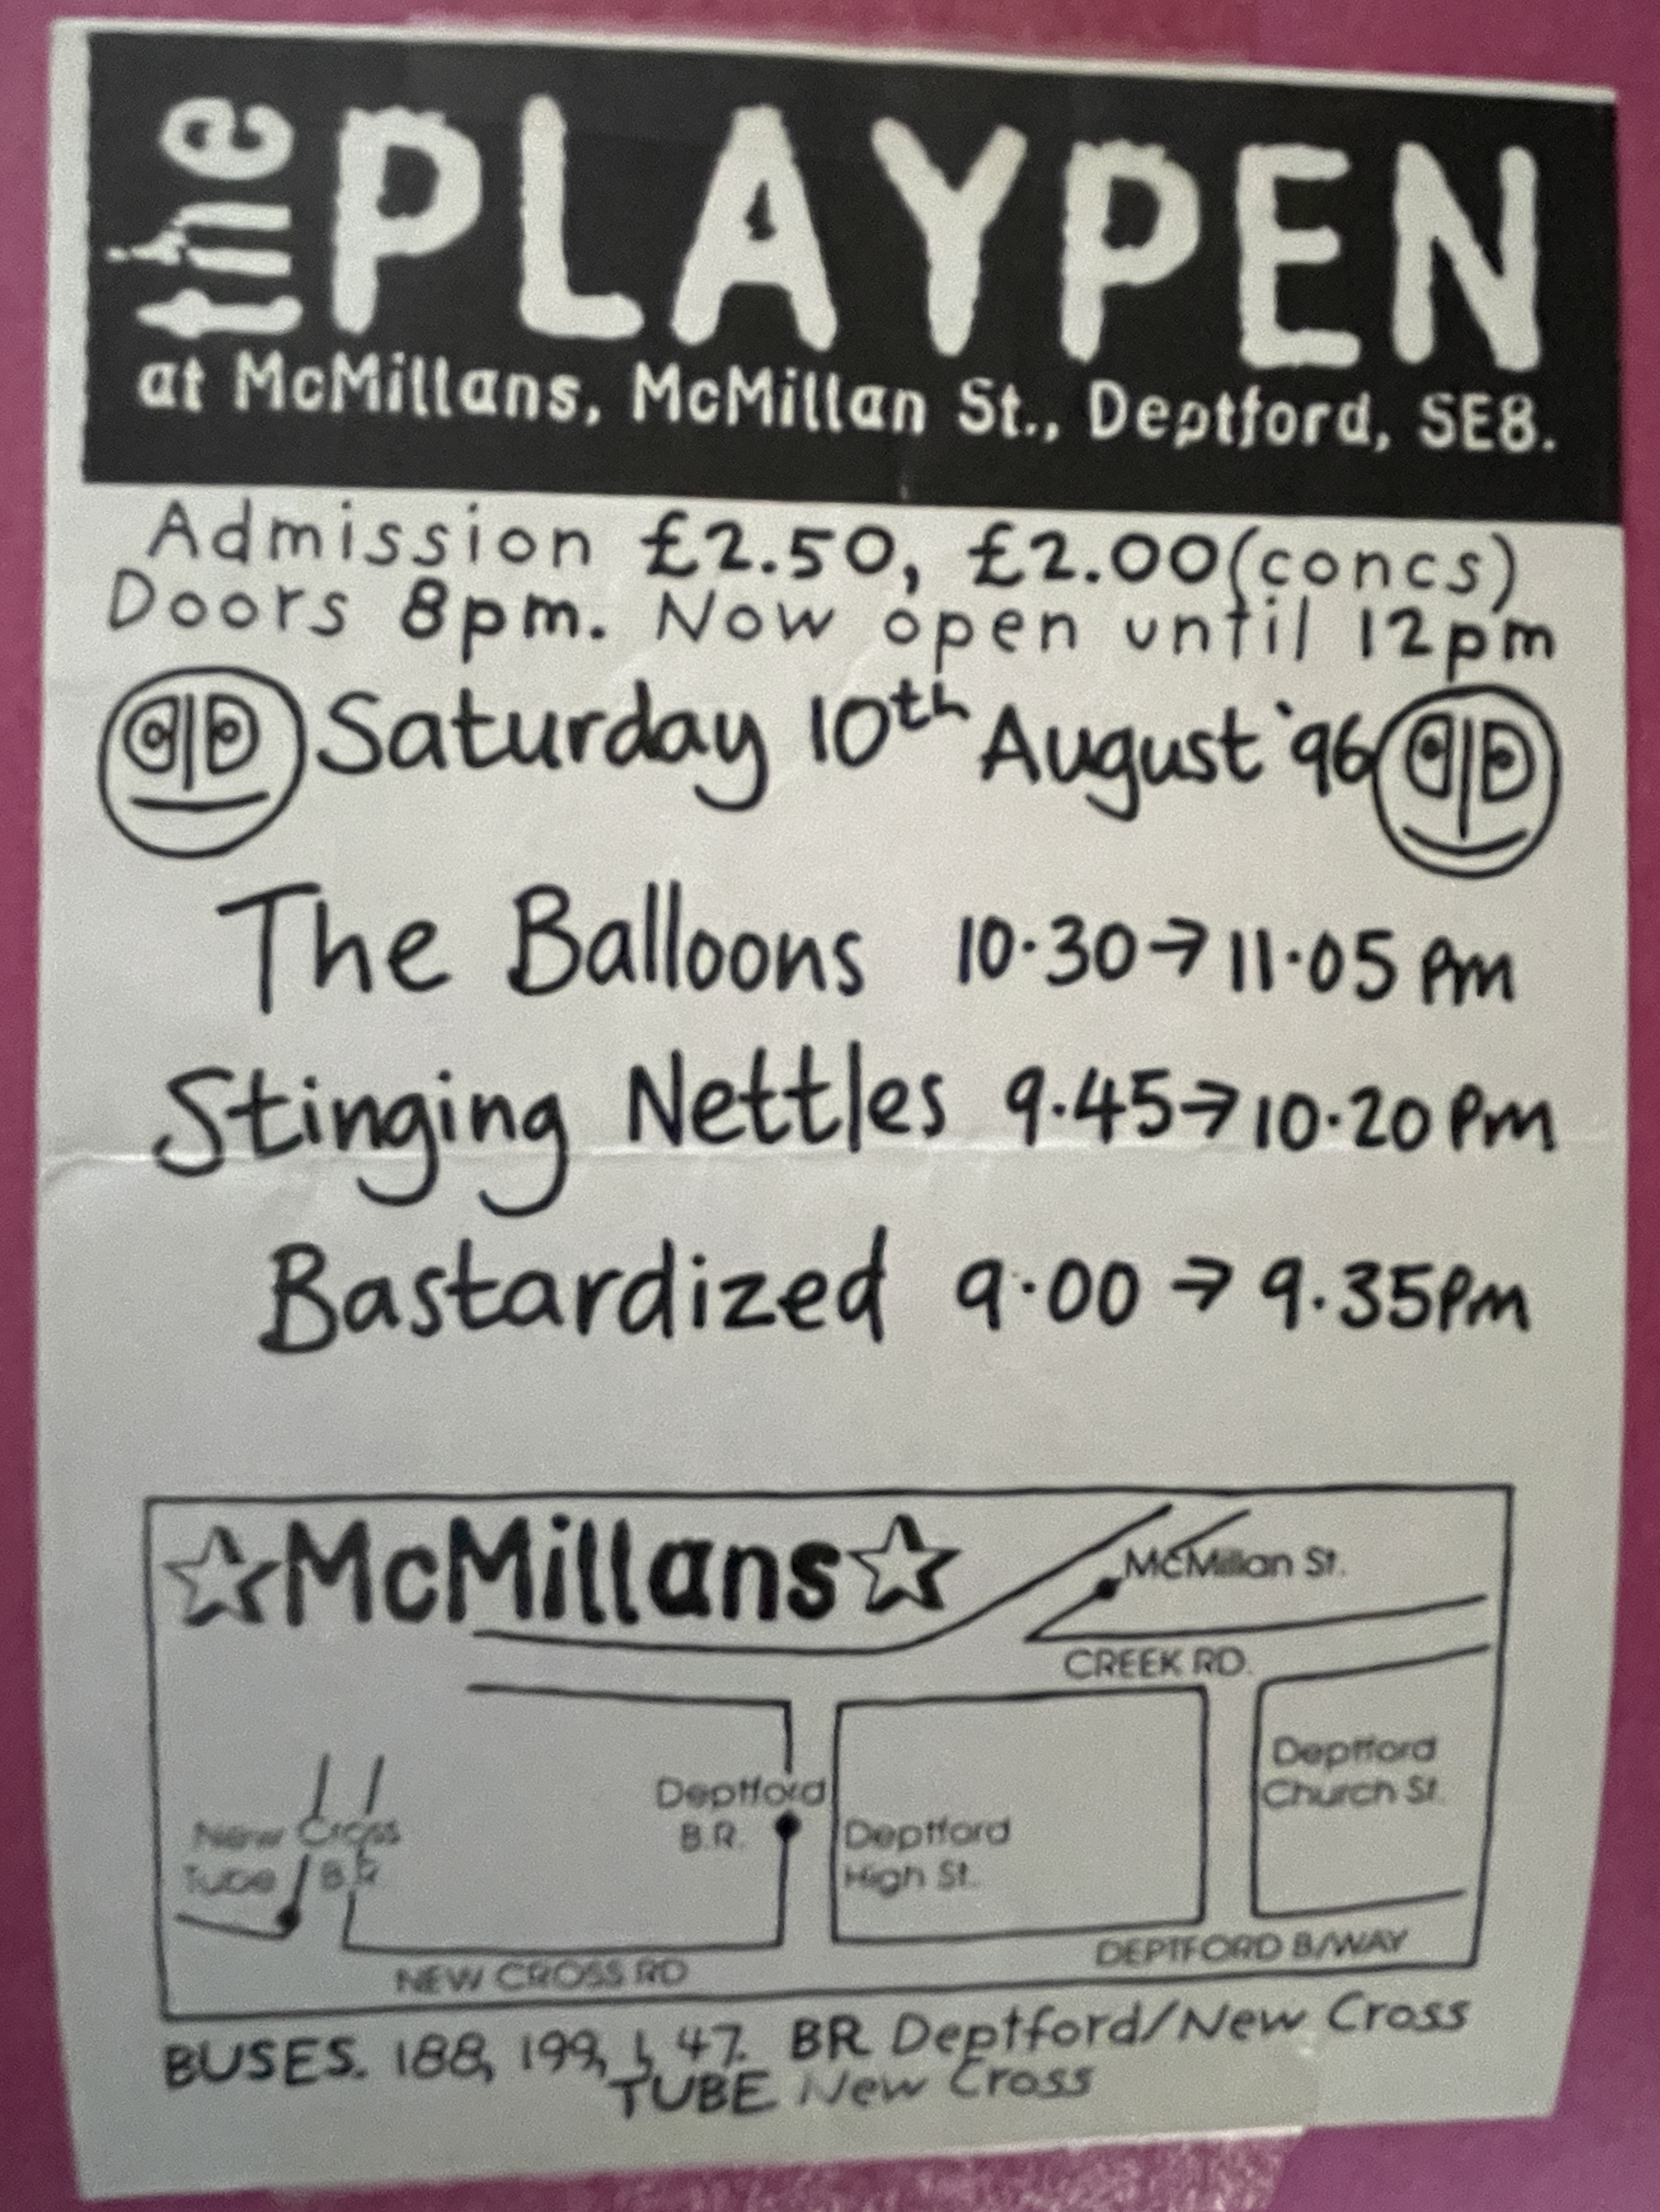 the PLAYPEN
at McMillans, McMillan St., Deptford, SE8.
Admission £2.50, £2.00(concs)
Doors 8pm. Now open until 12pm
Saturday 10th August '96
The Balloons 10·30→11·05 pm
Stinging Nettles 9.45→10·20 pm
Bastardized 9·00→9.35pm
☆McMillans☆
McMillan St.
CREEK RD.
Deptford
Church St.
Deptford
B.R.
Deptford
High St.
New Cross
Tube B.R.
DEPTFORD B/WAY
NEW CROSS RD
BUSES. 188, 199, 1, 47. BR Deptford/New Cross
TUBE New Cross